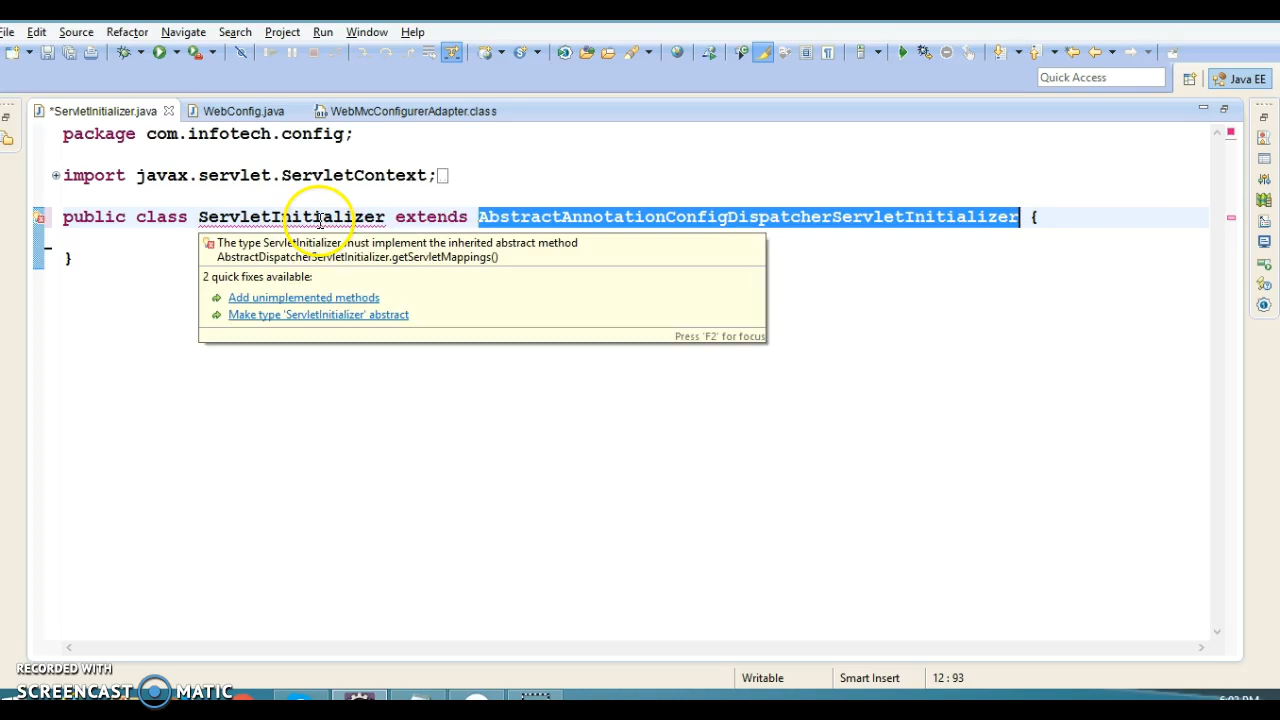 File Edit Source Refactor Navigate Search Project Run Window Help
Quick Access
Java EE
*ServletInitializer.java
WebConfig.java
WebMvcConfigurerAdapter.class
package com.infotech.config;
import javax.servlet.ServletContext;
public class ServletInitializer extends AbstractAnnotationConfigDispatcherServletInitializer {
The type ServletInitializer must implement the inherited abstract method
AbstractDispatcherServletInitializer.getServletMappings()
}
2 quick fixes available:
Add unimplemented methods
Make type 'ServletInitializer' abstract
Press 'F2' for focus
RECORDED WITH
SCREENCAST MATIC
Writable
Smart Insert
12 : 93